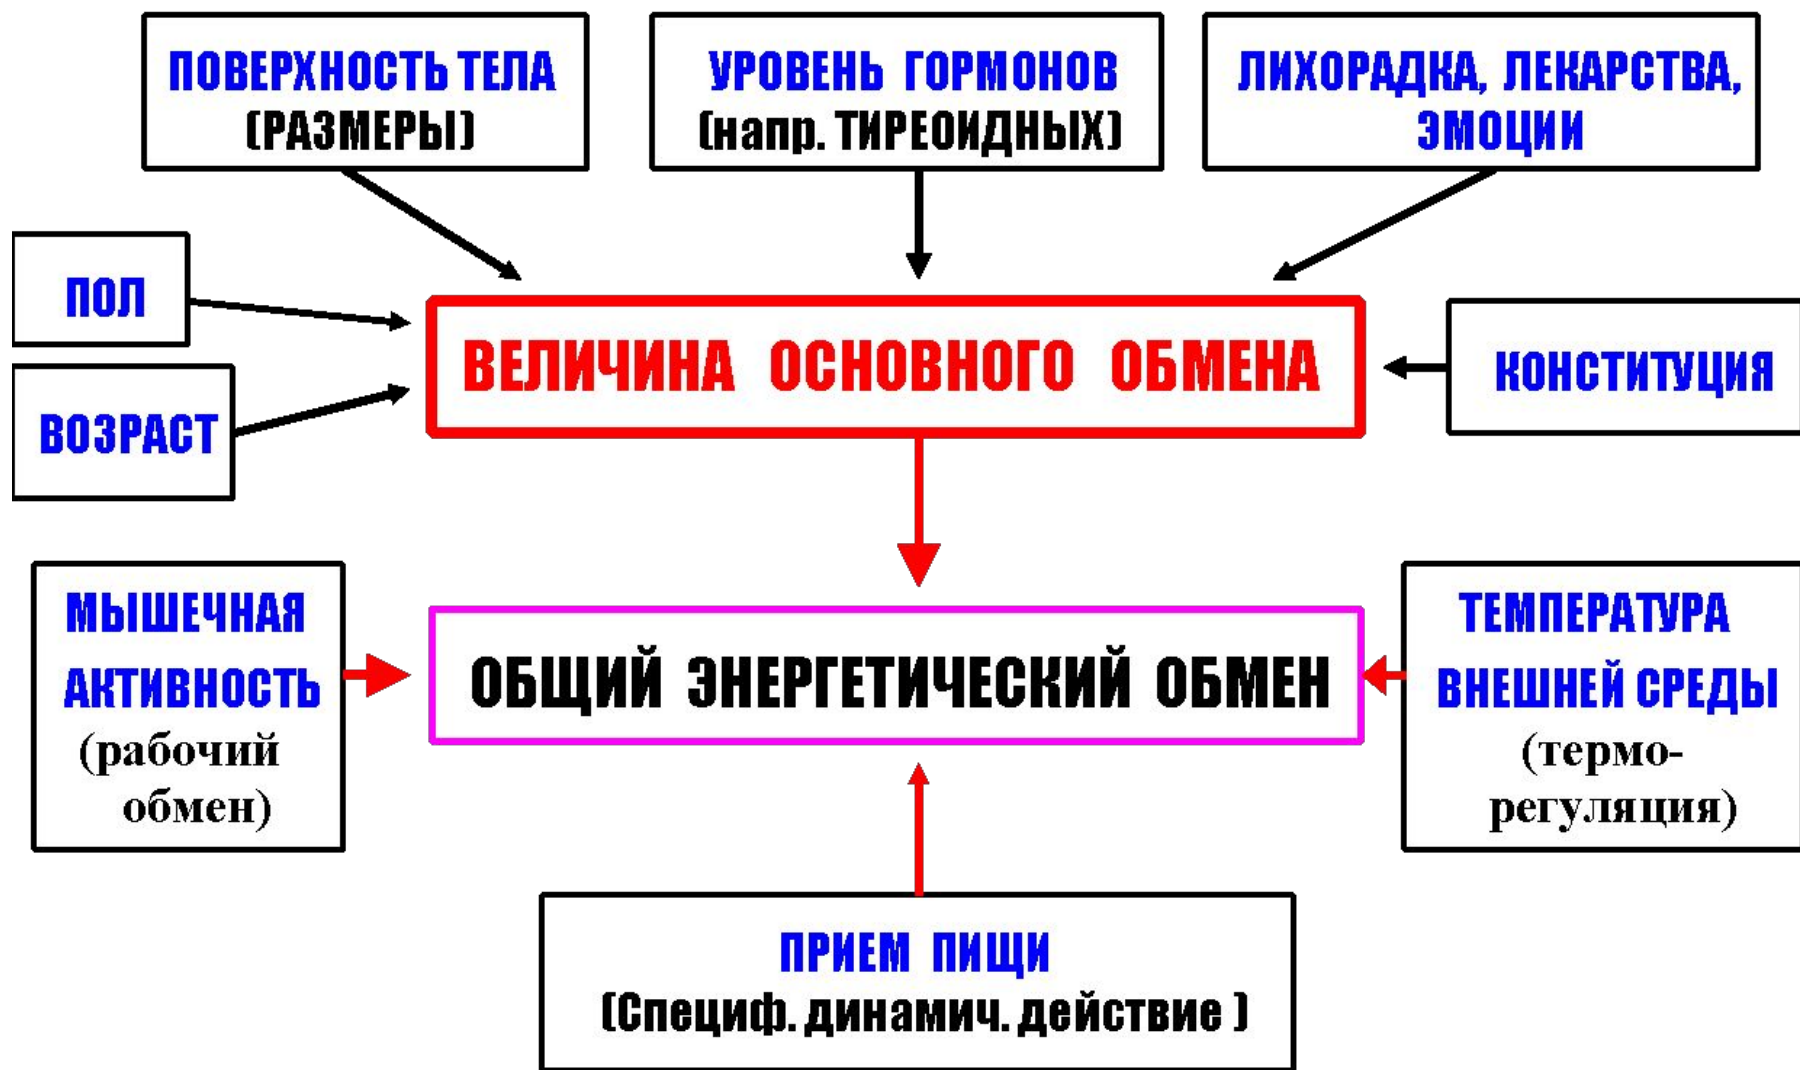 ПОВЕРХНОСТЬ ТЕЛА
(РАЗМЕРЫ)
УРОВЕНЬ ГОРМОНОВ
(напр. ТИРЕОИДНЫХ)
ЛИХОРАДКА, ЛЕКАРСТВА,
ЭМОЦИИ
ПОЛ
ВОЗРАСТ
ВЕЛИЧИНА ОСНОВНОГО ОБМЕНА
КОНСТИТУЦИЯ
МЫШЕЧНАЯ
АКТИВНОСТЬ
(рабочий
обмен)
ОБЩИЙ ЭНЕРГЕТИЧЕСКИЙ ОБМЕН
ТЕМПЕРАТУРА
ВНЕШНЕЙ СРЕДЫ
(термо-
регуляция)
ПРИЕМ ПИЩИ
(Специф. динамич. действие )